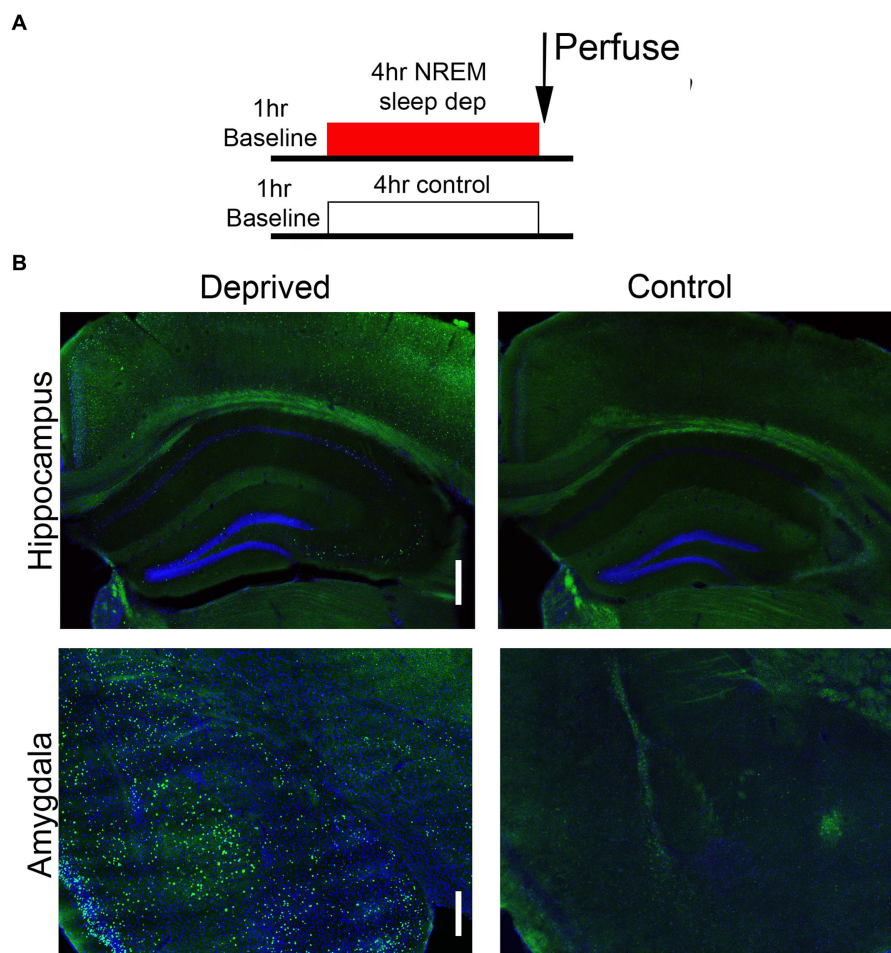 A
Perfuse
4hr NREM
sleep dep
1hr
Baseline
4hr control
1hr
Baseline
B
Deprived
Control
Hippocampus
Amygdala